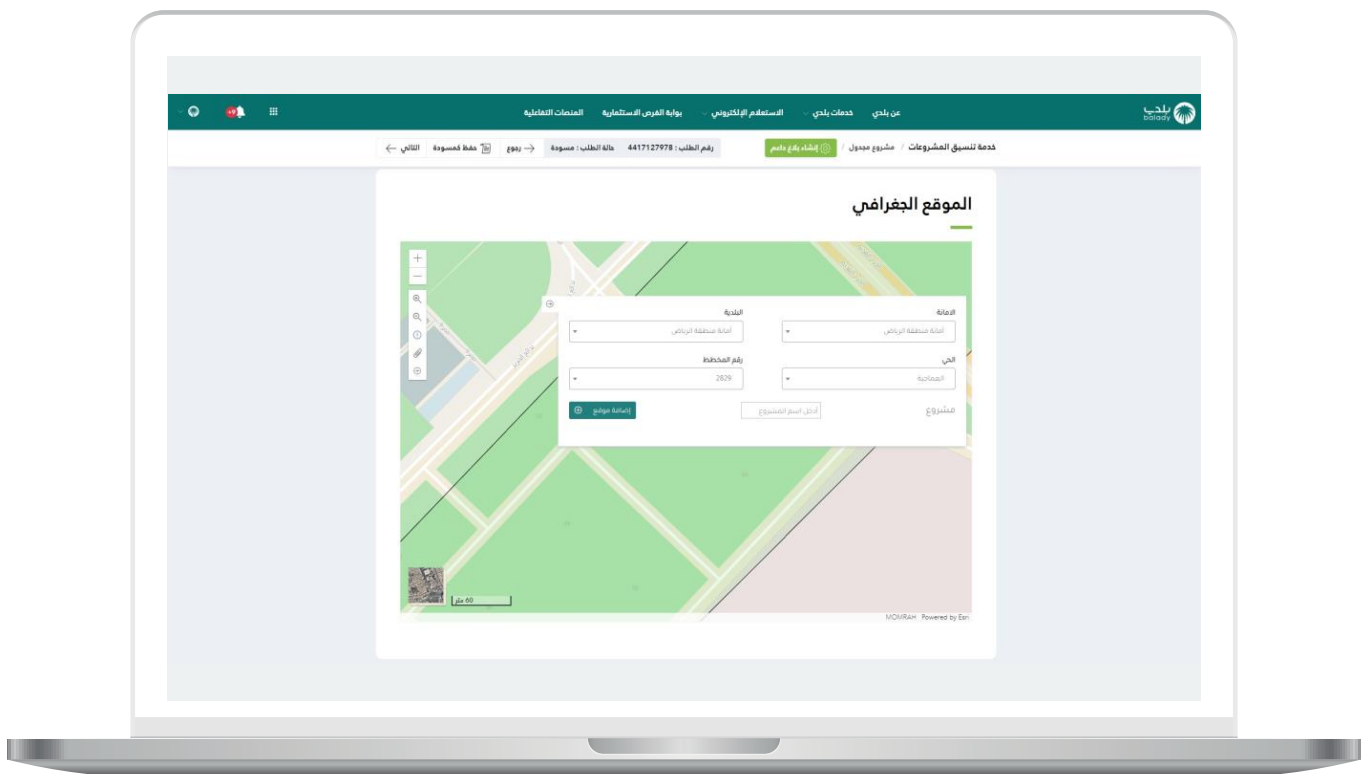 بلدي
balady
عن بلدي
خدمات بلدي
الاستعلام الإلكتروني
بوابة الفرص الاستثمارية
المنصات التفاعلية
+9
خدمة تنسيق المشروعات / مشروع مجدول /
إنشاء بلاغ داعم
رقم الطلب : 4417127978
حالة الطلب : مسودة
رجوع
حفظ كمسودة
التالي
الموقع الجغرافي
الامانة
البلدية
أمانة منطقة الرياض
أمانة منطقة الرياض
الحي
رقم المخطط
2829
مشروع
أدخل اسم المشروع
إضافة موقع
60 متر
MOMRAH Powered by Esri